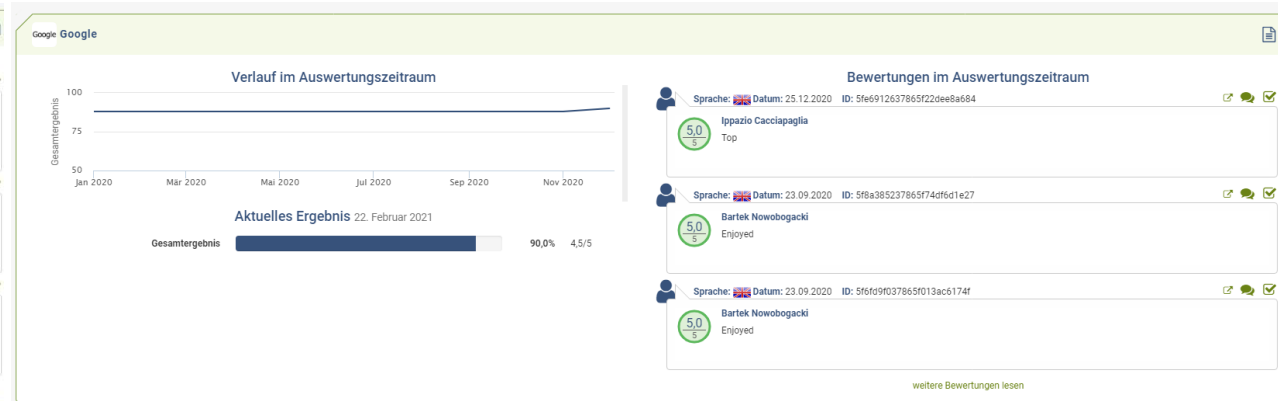 Google Google
Verlauf im Auswertungszeitraum
100
75
50
Gesamtergebnis
Jan 2020 Mär 2020 Mai 2020 Jul 2020 Sep 2020 Nov 2020
Aktuelles Ergebnis 22. Februar 2021
Gesamtergebnis 90,0% 4,5/5
Bewertungen im Auswertungszeitraum
Sprache: Datum: 25.12.2020 ID: 5fe6912637865f22dee8a684
5,0
5
Ippazio Cacciapaglia
Top
Sprache: Datum: 23.09.2020 ID: 5f8a385237865f74df6d1e27
5,0
5
Bartek Nowobogacki
Enjoyed
Sprache: Datum: 23.09.2020 ID: 5f6fd9f037865f013ac6174f
5,0
5
Bartek Nowobogacki
Enjoyed
weitere Bewertungen lesen